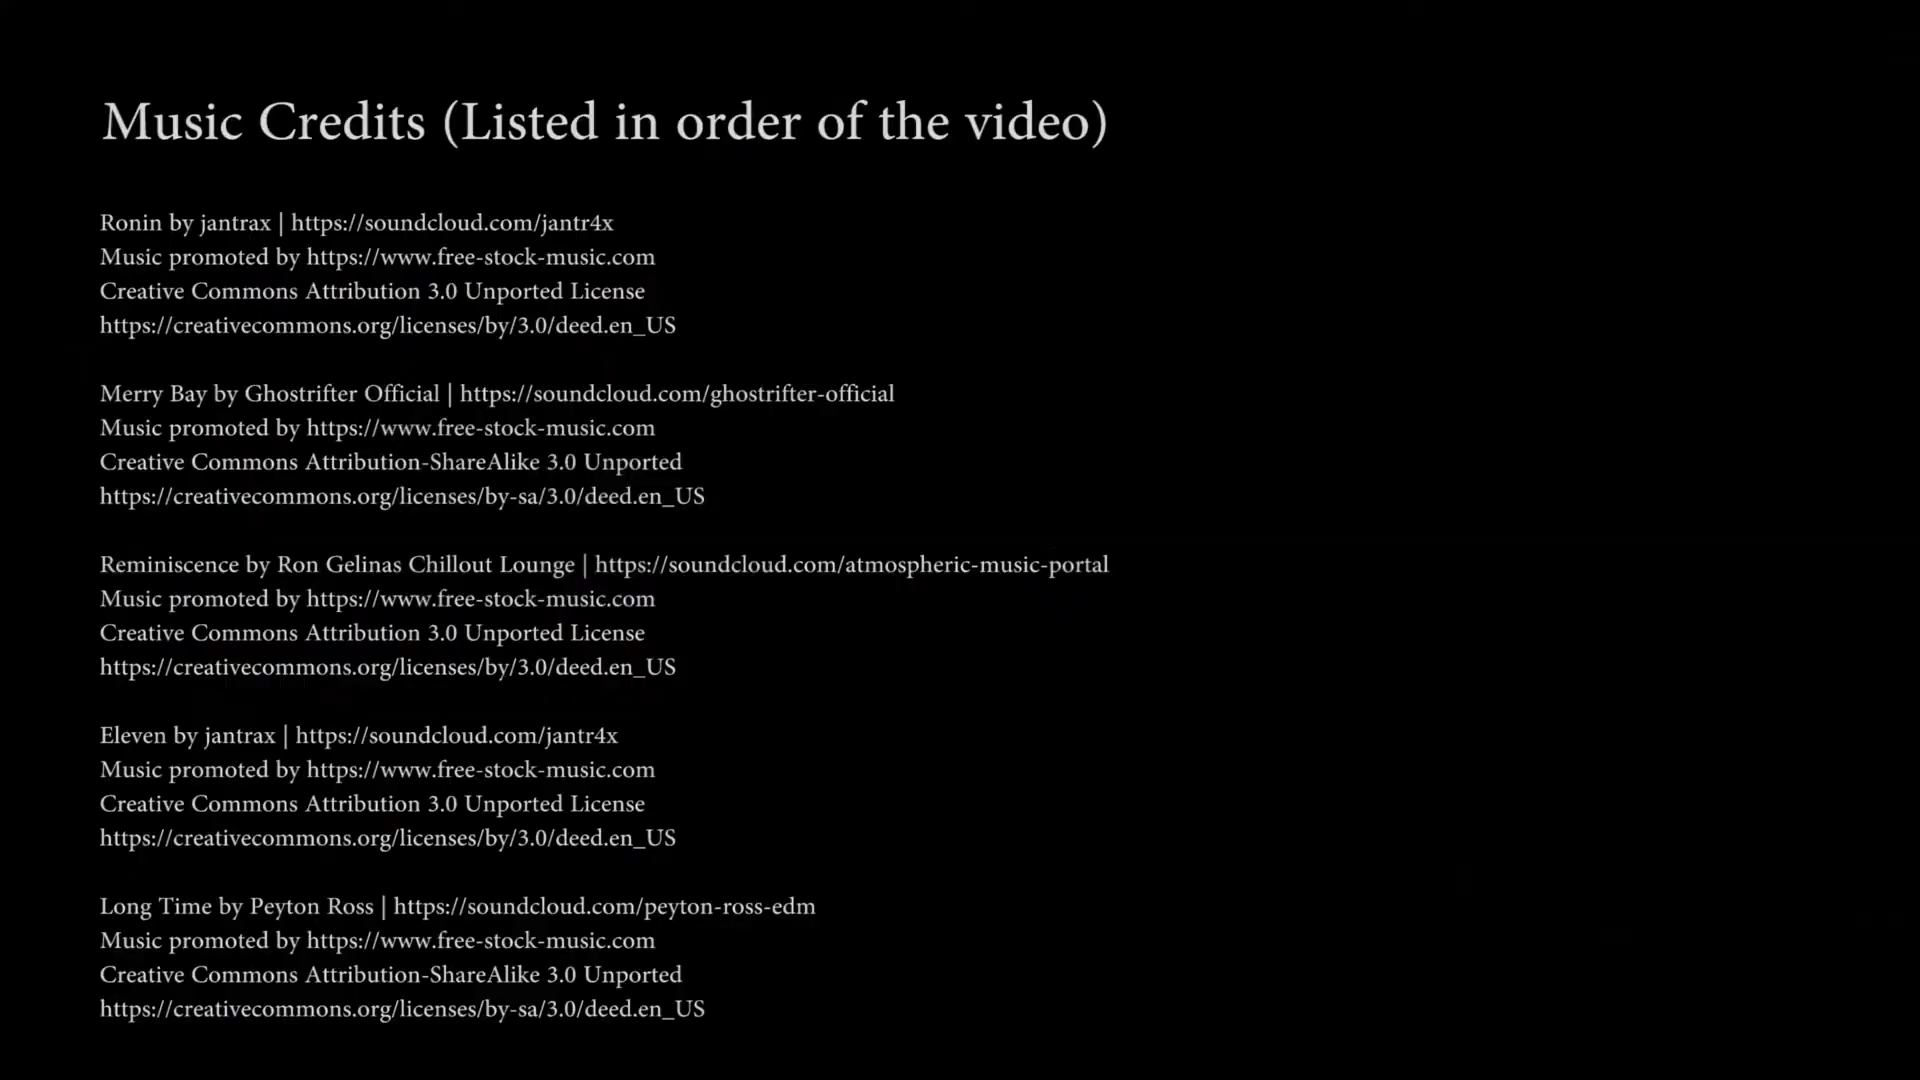 Music Credits (Listed in order of the video)
Ronin by jantrax | https://soundcloud.com/jantr4x
Music promoted by https://www.free-stock-music.com
Creative Commons Attribution 3.0 Unported License
https://creativecommons.org/licenses/by/3.0/deed.en_US
Merry Bay by Ghostrifter Official | https://soundcloud.com/ghostrifter-official
Music promoted by https://www.free-stock-music.com
Creative Commons Attribution-ShareAlike 3.0 Unported
https://creativecommons.org/licenses/by-sa/3.0/deed.en_US
Reminiscence by Ron Gelinas Chillout Lounge | https://soundcloud.com/atmospheric-music-portal
Music promoted by https://www.free-stock-music.com
Creative Commons Attribution 3.0 Unported License
https://creativecommons.org/licenses/by/3.0/deed.en_US
Eleven by jantrax | https://soundcloud.com/jantr4x
Music promoted by https://www.free-stock-music.com
Creative Commons Attribution 3.0 Unported License
https://creativecommons.org/licenses/by/3.0/deed.en_US
Long Time by Peyton Ross | https://soundcloud.com/peyton-ross-edm
Music promoted by https://www.free-stock-music.com
Creative Commons Attribution-ShareAlike 3.0 Unported
https://creativecommons.org/licenses/by-sa/3.0/deed.en_US